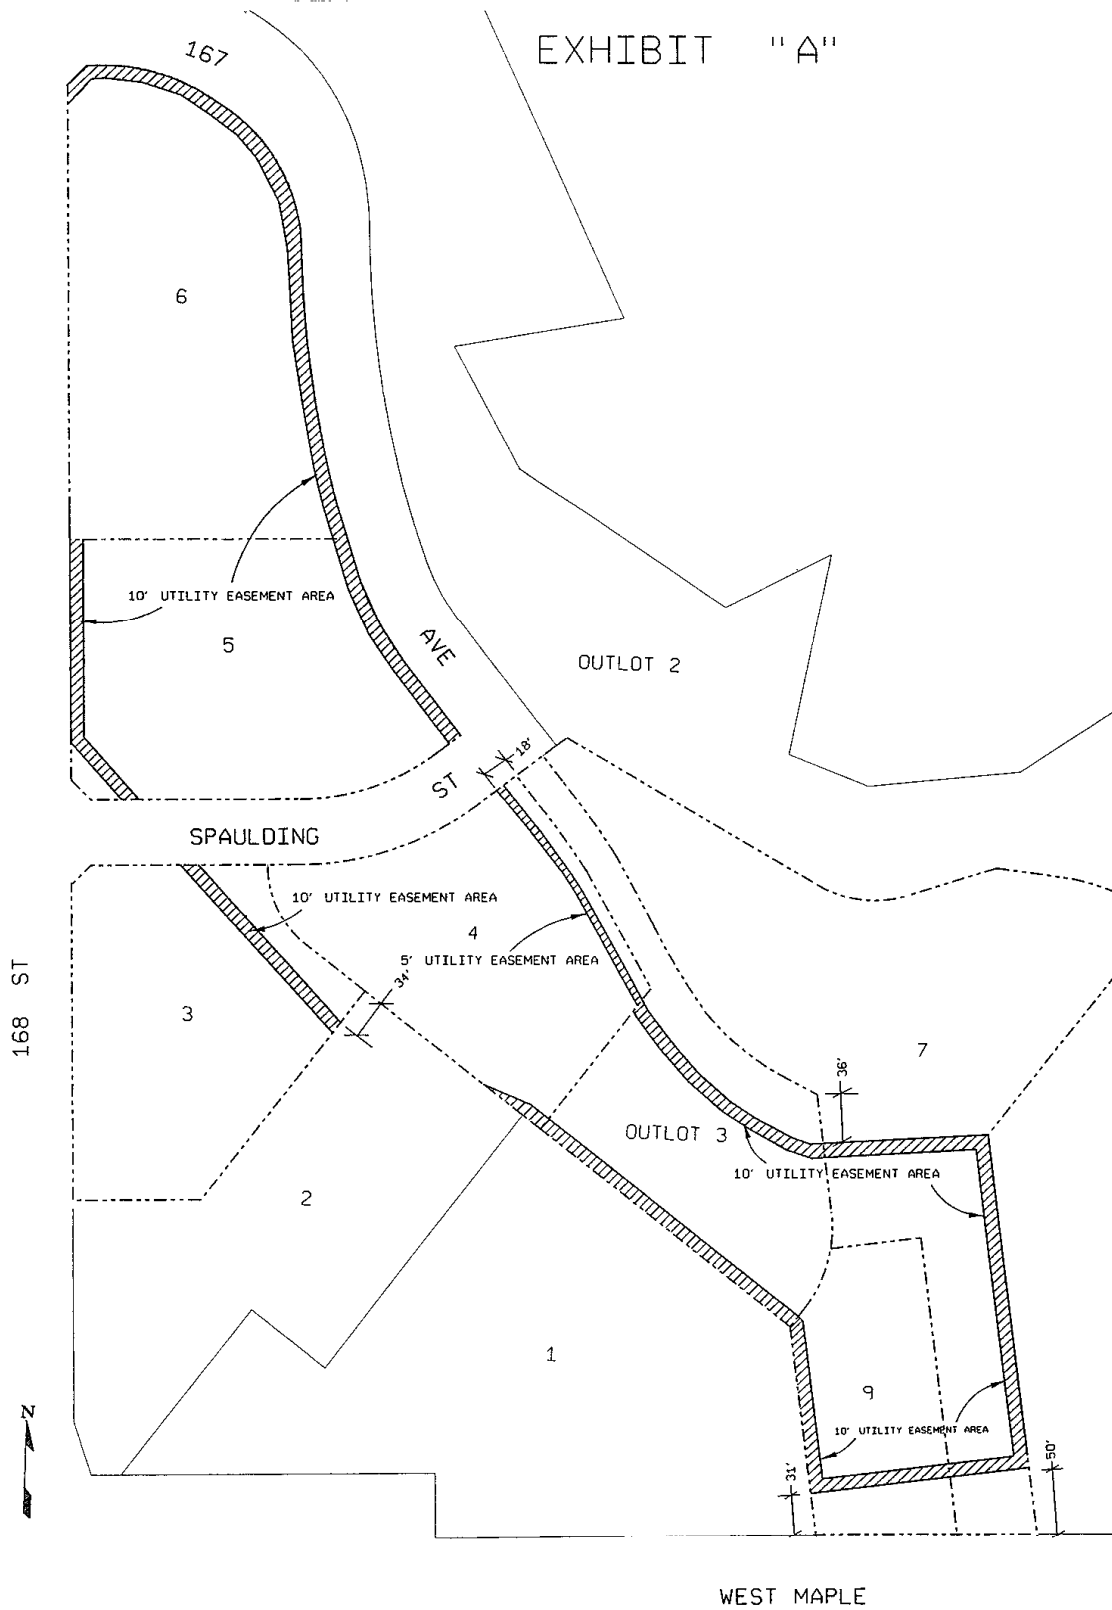 EXHIBIT "A"
167
6
10' UTILITY EASEMENT AREA
5
AVE
OUTLOT 2
18'
ST
SPAULDING
10' UTILITY EASEMENT AREA
4
5' UTILITY EASEMENT AREA
34'
168 ST
3
7
36'
OUTLOT 3
10' UTILITY EASEMENT AREA
2
1
9
N
10' UTILITY EASEMENT AREA
31'
50'
WEST MAPLE